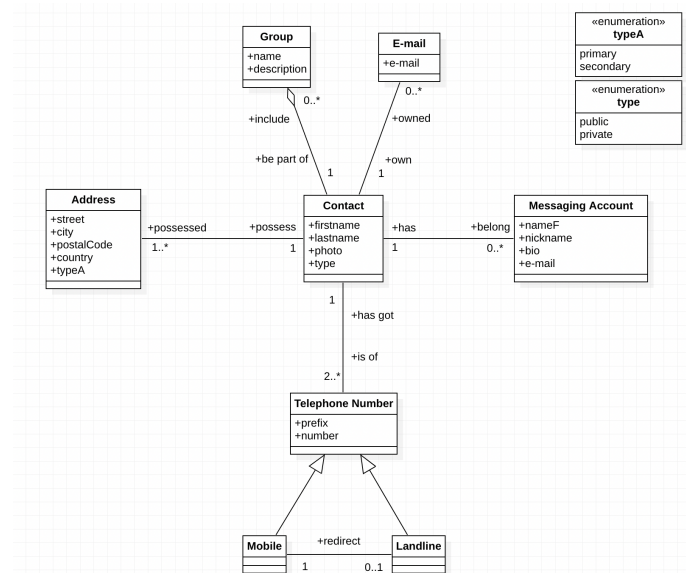 Group
+name
+description
E-mail
+e-mail
«enumeration»
typeA
primary
secondary
«enumeration»
type
public
private
0..*
0..*
+include
+owned
+be part of
+own
1
1
Address
+street
+city
+postalCode
+country
+typeA
+possessed
+possess
1..*
1
Contact
+firstname
+lastname
+photo
+type
+has
+belong
1
0..*
Messaging Account
+nameF
+nickname
+bio
+e-mail
1
+has got
+is of
2..*
Telephone Number
+prefix
+number
Mobile
+redirect
1
0..1
Landline